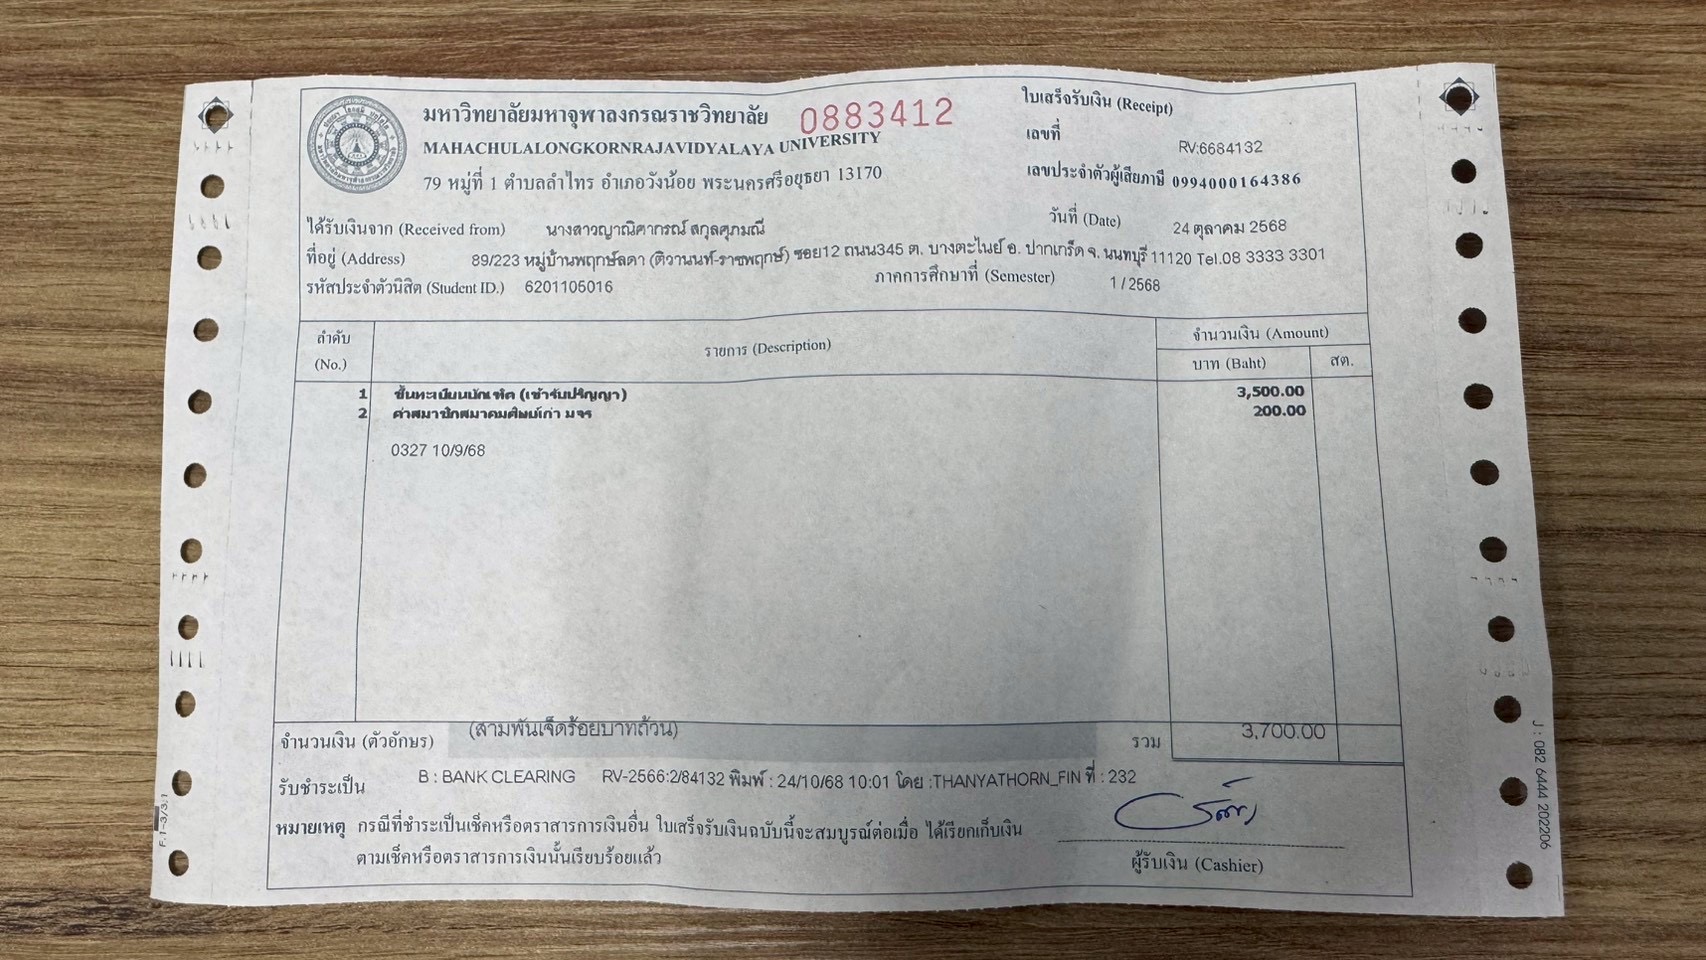 มหาวิทยาลัยมหาจุฬาลงกรณราชวิทยาลัย 0883412
MAHACHULALONGKORNRAJAVIDYALAYA UNIVERSITY
79 หมู่ที่ 1 ตำบลลำไทร อำเภอวังน้อย พระนครศรีอยุธยา 13170
ใบเสร็จรับเงิน (Receipt)
เลขที่ RV:6684132
เลขประจำตัวผู้เสียภาษี 0994000164386
ได้รับเงินจาก (Received from) นางสาวญาณิศากรณ์ สกุลศุภมณี วันที่ (Date) 24 ตุลาคม 2568
ที่อยู่ (Address) 89/223 หมู่บ้านพฤกษ์ลดา (ติวานนท์-ราชพฤกษ์) ซอย12 ถนน345 ต. บางตะไนย์ อ. ปากเกร็ด จ. นนทบุรี 11120 Tel.08 3333 3301
รหัสประจำตัวนิสิต (Student ID.) 6201105016 ภาคการศึกษาที่ (Semester) 1 / 2568
ลำดับ (No.) รายการ (Description) จำนวนเงิน (Amount)
บาท (Baht) สต.
1 ขึ้นทะเบียนบัณฑิต (เข้ารับปริญญา) 3,500.00
2 ค่าสมาชิกสมาคมศิษย์เก่า มจร 200.00
0327 10/9/68
จำนวนเงิน (ตัวอักษร) (สามพันเจ็ดร้อยบาทถ้วน) รวม 3,700.00
รับชำระเป็น B : BANK CLEARING RV-2566:2/84132 พิมพ์ : 24/10/68 10:01 โดย :THANYATHORN_FIN ที่ : 232
หมายเหตุ กรณีที่ชำระเป็นเช็คหรือตราสารการเงินอื่น ใบเสร็จรับเงินฉบับนี้จะสมบูรณ์ต่อเมื่อ ได้เรียกเก็บเงิน
ตามเช็คหรือตราสารการเงินนั้นเรียบร้อยแล้ว
ผู้รับเงิน (Cashier)
F.1-3/3.1
J : 082 6444 202206